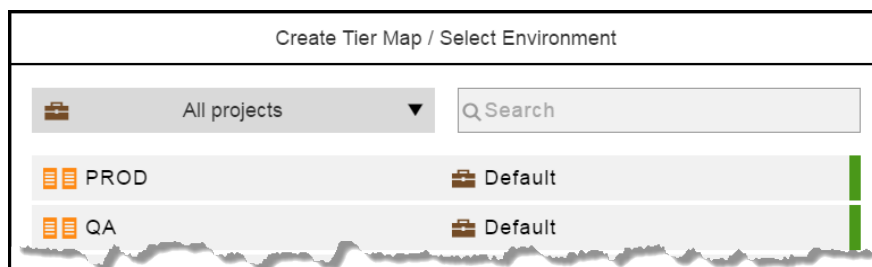 Create Tier Map / Select Environment
All projects Search
PROD Default
QA Default